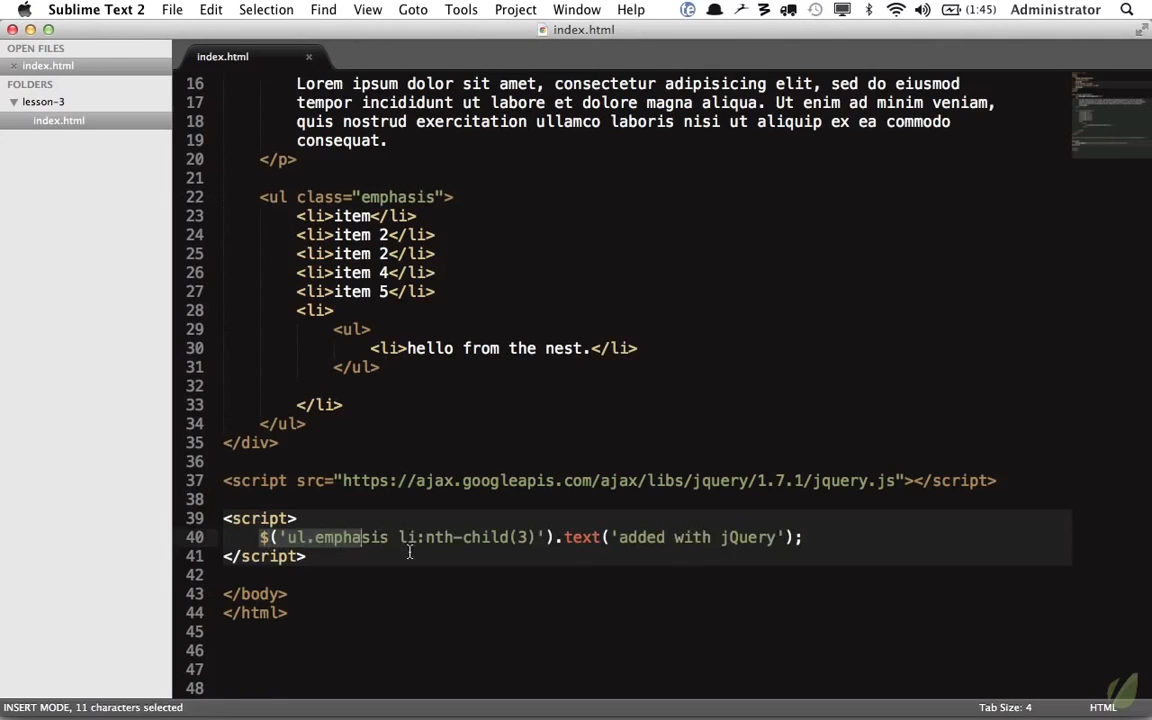 Sublime Text 2 File Edit Selection Find View Goto Tools Project Window Help (1:45) Administrator
index.html
OPEN FILES
index.html
FOLDERS
lesson-3
index.html
index.html
16 Lorem ipsum dolor sit amet, consectetur adipisicing elit, sed do eiusmod
17 tempor incididunt ut labore et dolore magna aliqua. Ut enim ad minim veniam,
18 quis nostrud exercitation ullamco laboris nisi ut aliquip ex ea commodo
19 consequat.
20 </p>
21
22 <ul class="emphasis">
23 <li>item</li>
24 <li>item 2</li>
25 <li>item 2</li>
26 <li>item 4</li>
27 <li>item 5</li>
28 <li>
29 <ul>
30 <li>hello from the nest.</li>
31 </ul>
32
33 </li>
34 </ul>
35 </div>
36
37 <script src="https://ajax.googleapis.com/ajax/libs/jquery/1.7.1/jquery.js"></script>
38
39 <script>
40 $('ul.emphasis li:nth-child(3)').text('added with jQuery');
41 </script>
42
43 </body>
44 </html>
45
46
47
48
INSERT MODE, 11 characters selected Tab Size: 4 HTML